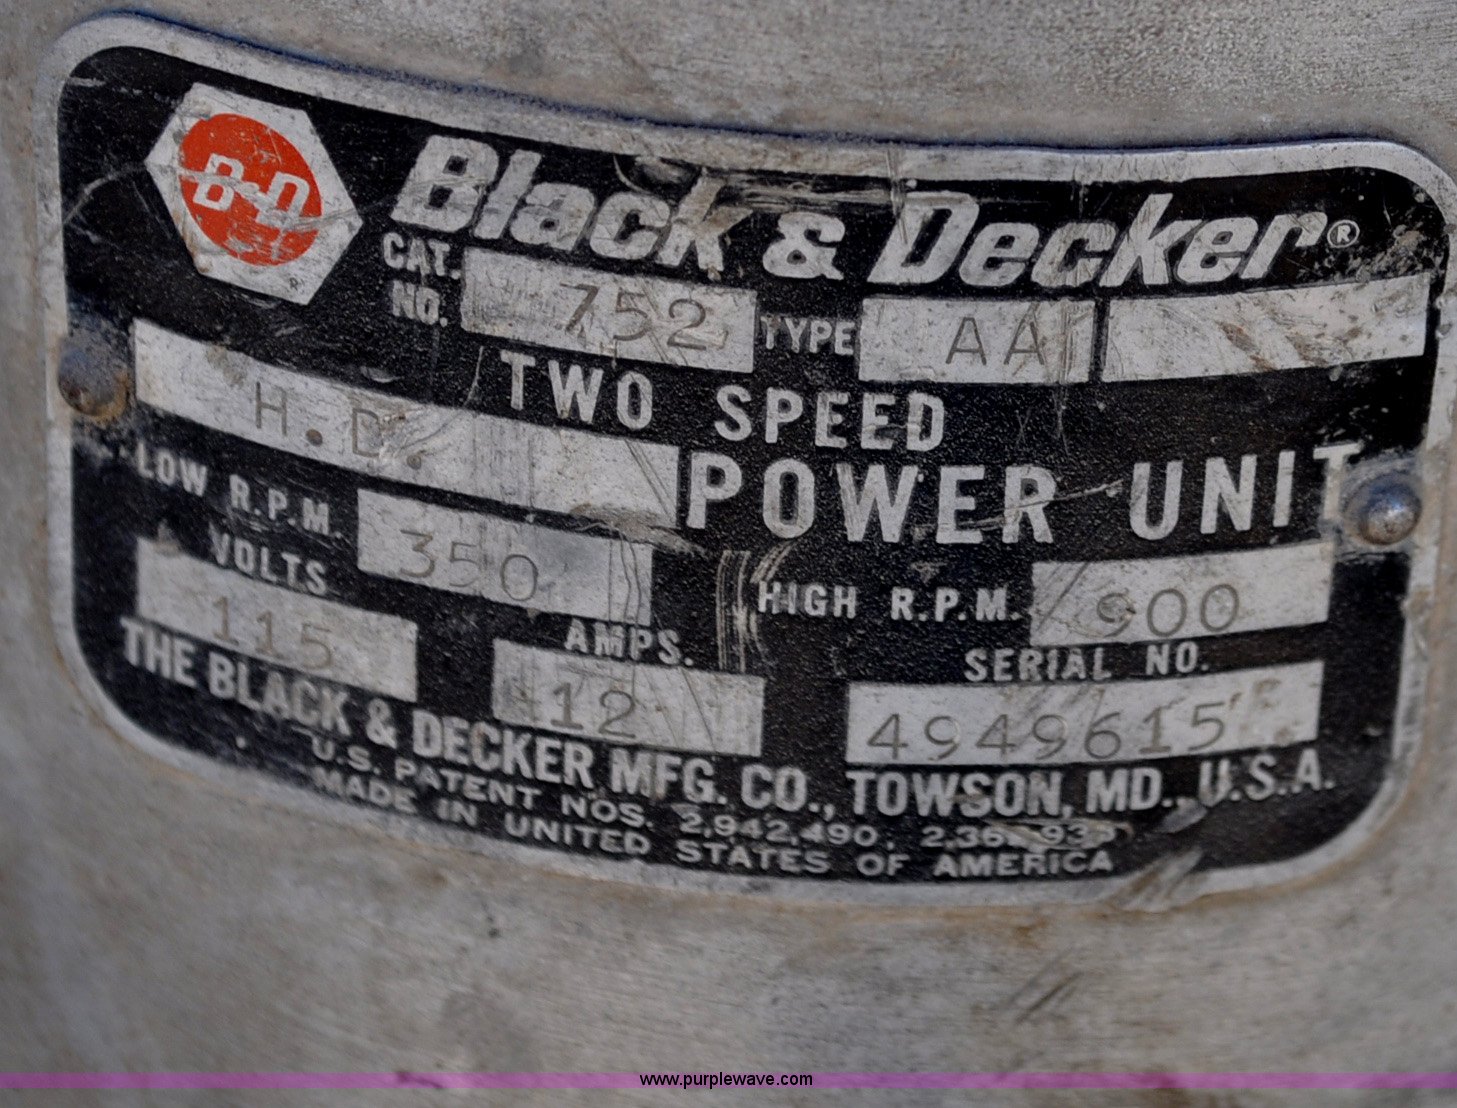 B&D
Black & Decker®
CAT. NO. 752 TYPE AA
TWO SPEED
H.D. POWER UNIT
LOW R.P.M. 350 HIGH R.P.M. 900
VOLTS 115 AMPS. 12 SERIAL NO. 4949615
THE BLACK & DECKER MFG. CO., TOWSON, MD., U.S.A.
U.S. PATENT NOS. 2,942,490,
MADE IN UNITED STATES OF AMERICA
www.purplewave.com